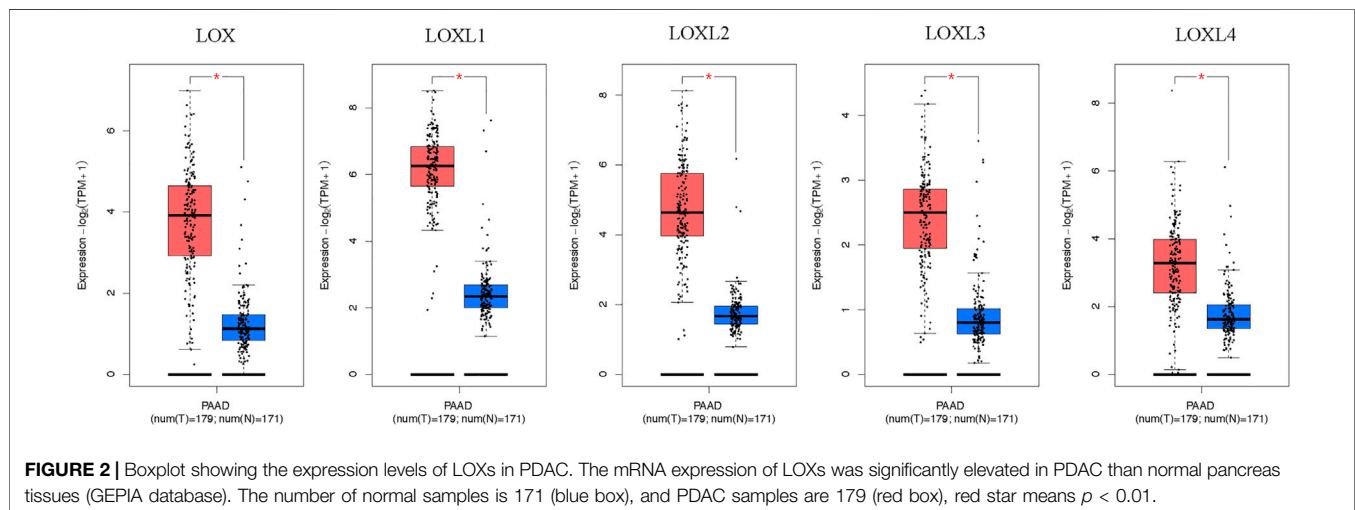 LOX
LOXL1
LOXL2
LOXL3
LOXL4
*
*
*
*
*
Expression − log2(TPM+ 1)
6
4
2
0
PAAD
(num(T)=179; num(N)=171)
Expression − log2(TPM+ 1)
8
6
4
2
0
PAAD
(num(T)=179; num(N)=171)
Expression − log2(TPM+ 1)
8
6
4
2
0
PAAD
(num(T)=179; num(N)=171)
Expression − log2(TPM+ 1)
4
3
2
1
0
PAAD
(num(T)=179; num(N)=171)
Expression − log2(TPM+ 1)
8
6
4
2
0
PAAD
(num(T)=179; num(N)=171)
FIGURE 2 | Boxplot showing the expression levels of LOXs in PDAC. The mRNA expression of LOXs was significantly elevated in PDAC than normal pancreas
tissues (GEPIA database). The number of normal samples is 171 (blue box), and PDAC samples are 179 (red box), red star means p < 0.01.